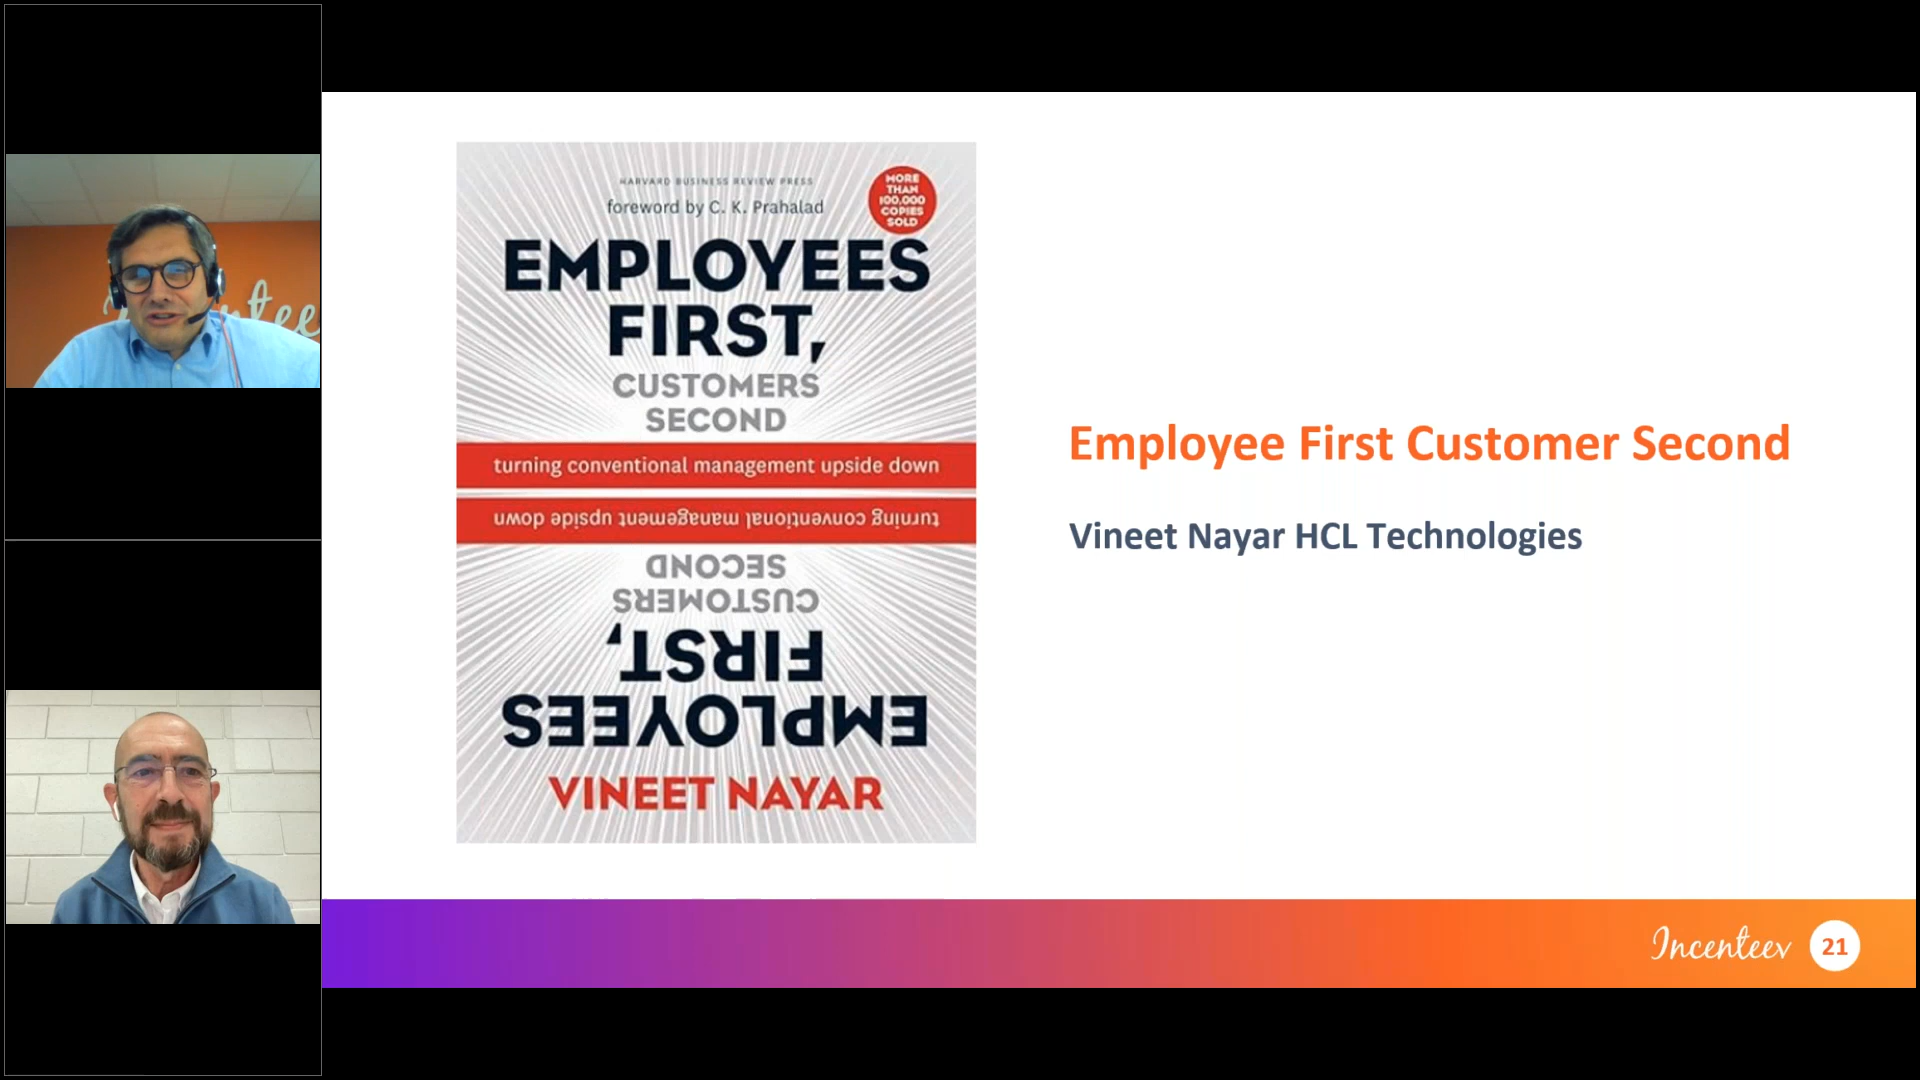 HARVARD BUSINESS REVIEW PRESS
foreword by C. K. Prahalad
MORE
THAN
100,000
COPIES
SOLD
EMPLOYEES
FIRST,
CUSTOMERS
SECOND
turning conventional management upside down
turning conventional management upside down
SECOND
CUSTOMERS
FIRST,
EMPLOYEES
VINEET NAYAR
Employee First Customer Second
Vineet Nayar HCL Technologies
Incenteev
21